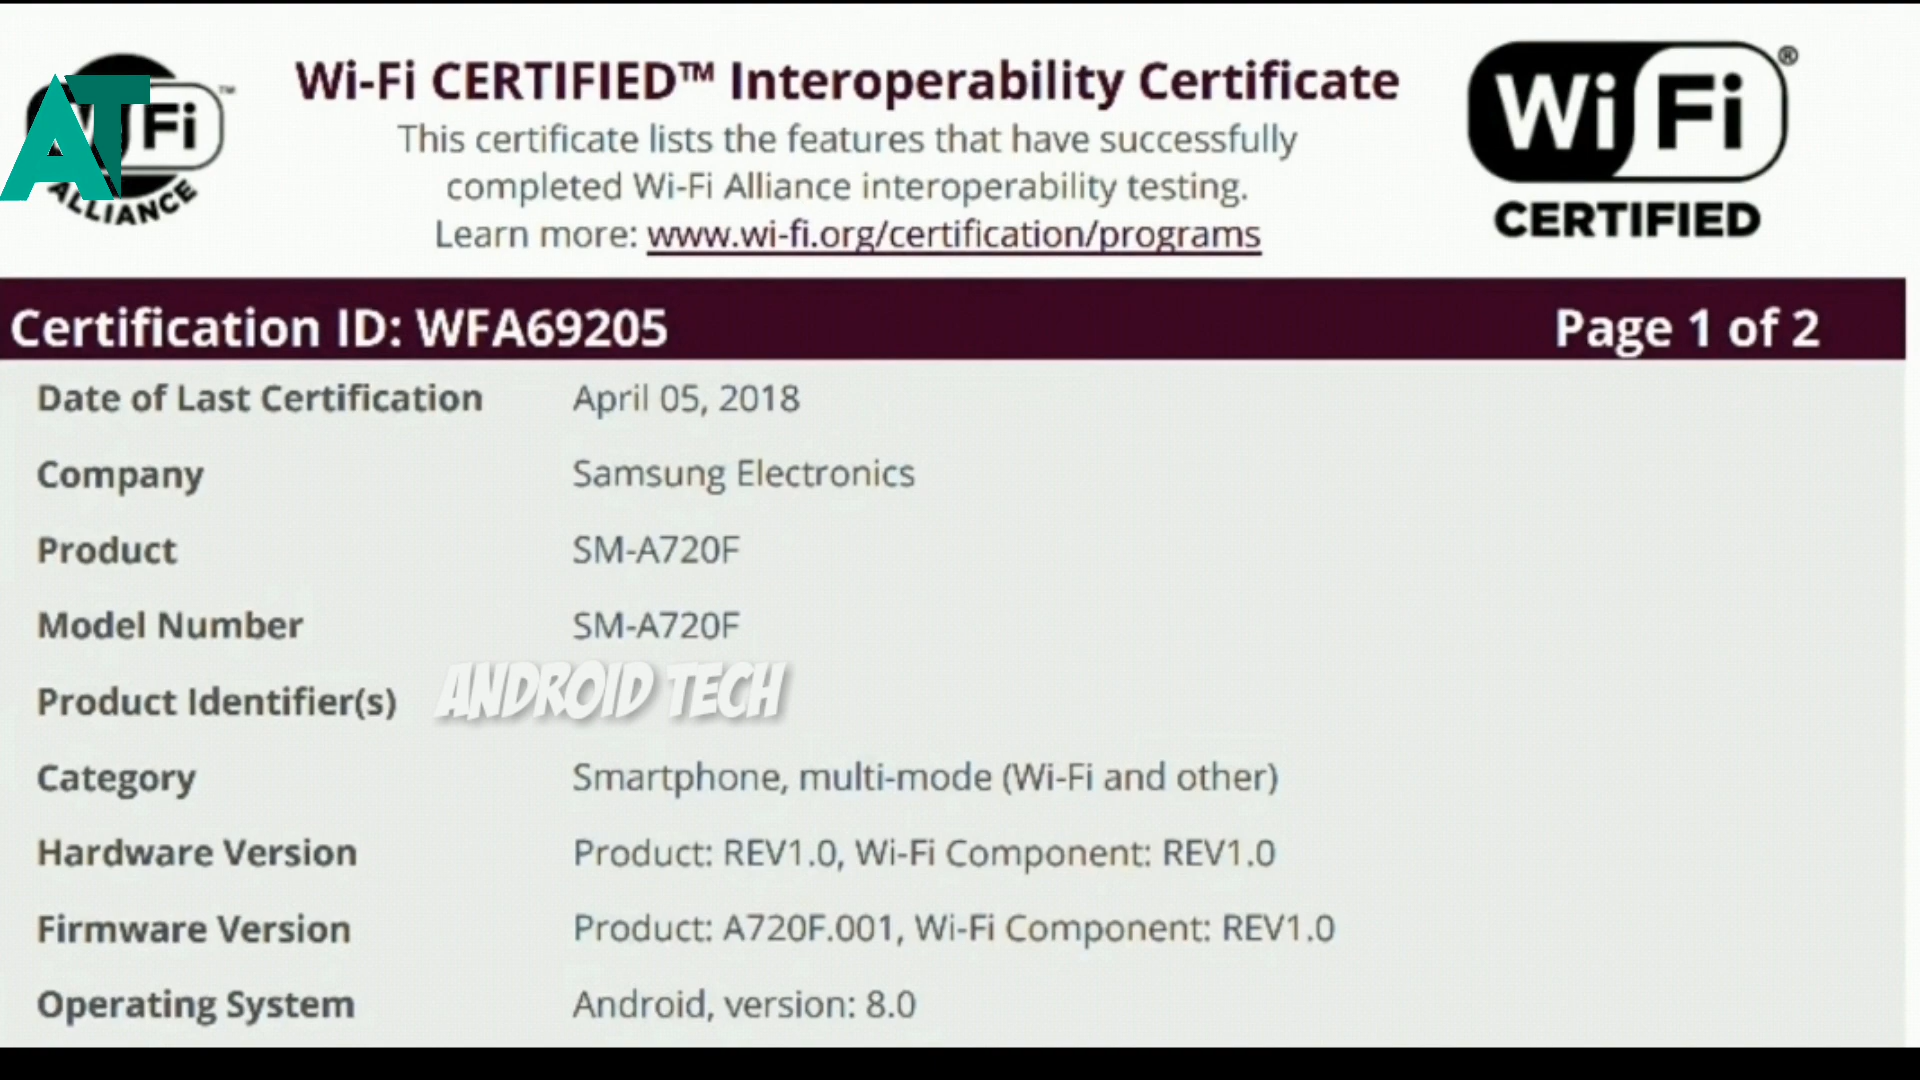 Wi-Fi CERTIFIED™ Interoperability Certificate
This certificate lists the features that have successfully
completed Wi-Fi Alliance interoperability testing.
Learn more: www.wi-fi.org/certification/programs
AT
Fi™
ALLIANCE
WiFi®
CERTIFIED
Certification ID: WFA69205 Page 1 of 2
Date of Last Certification April 05, 2018
Company Samsung Electronics
Product SM-A720F
Model Number SM-A720F
Product Identifier(s)
ANDROID TECH
Category Smartphone, multi-mode (Wi-Fi and other)
Hardware Version Product: REV1.0, Wi-Fi Component: REV1.0
Firmware Version Product: A720F.001, Wi-Fi Component: REV1.0
Operating System Android, version: 8.0